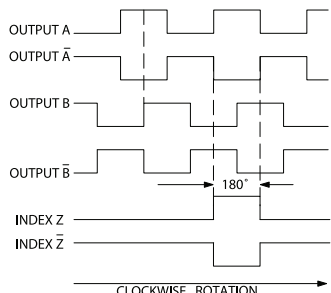 OUTPUT A
OUTPUT A̅
OUTPUT B
OUTPUT B̅
180°
INDEX Z
INDEX Z̅
CLOCKWISE ROTATION